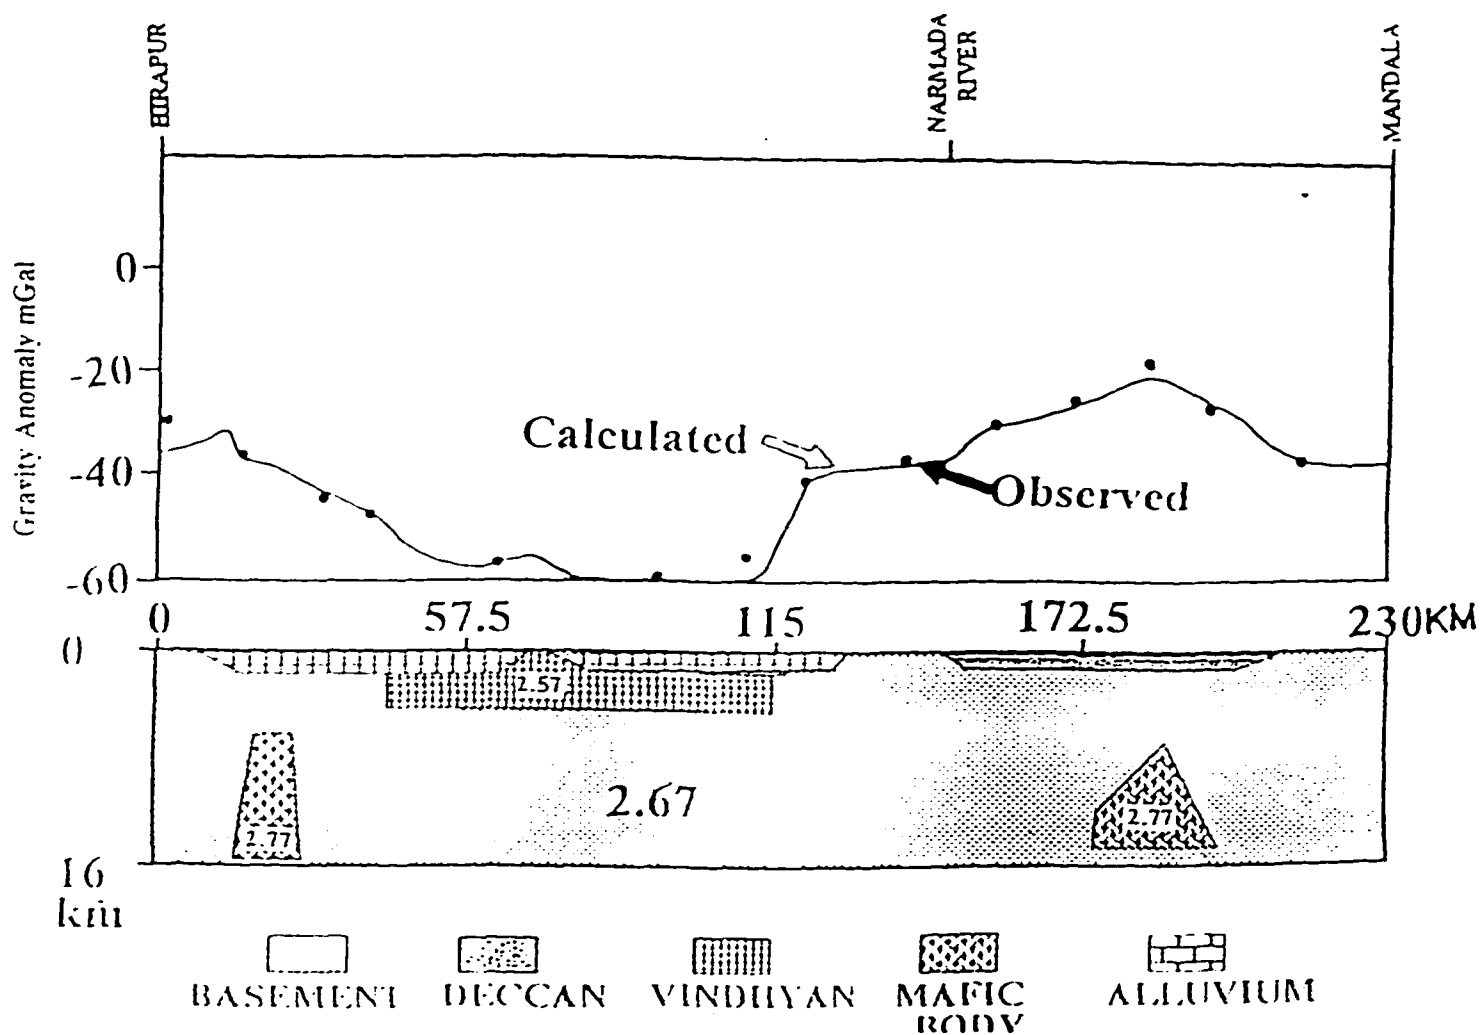 HIRAPUR
NARMADA
RIVER
MANDALA
Gravity Anomaly mGal
0
-20
-40
-60
Calculated
Observed
0
57.5
115
172.5
230KM
0
2.57
2.67
2.77
2.77
16
km
BASEMENT
DECCAN
VINDHYAN
MAFIC
BODY
ALLUVIUM